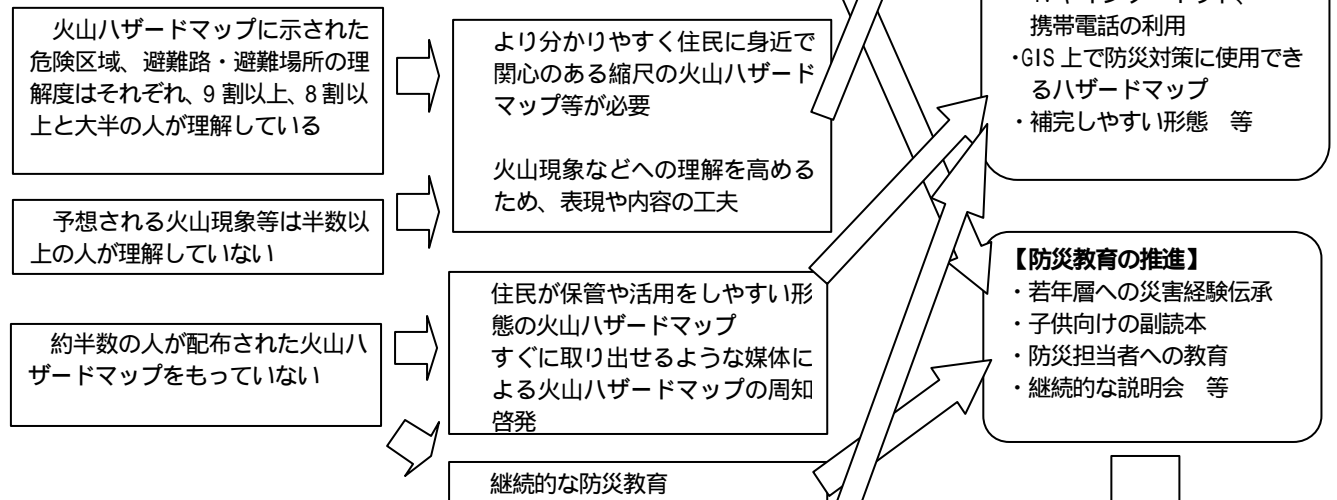 火山ハザードマップに示された
危険区域、避難路・避難場所の理
解度はそれぞれ、9割以上、8割以
上と大半の人が理解している
予想される火山現象等は半数以
上の人が理解していない
約半数の人が配布された火山ハ
ザードマップをもっていない
より分かりやすく住民に身近で
関心のある縮尺の火山ハザード
マップ等が必要
火山現象などへの理解を高める
ため、表現や内容の工夫
住民が保管や活用をしやすい形
態の火山ハザードマップ
すぐに取り出せるような媒体に
よる火山ハザードマップの周知
啓発
継続的な防災教育
携帯電話の利用
・GIS上で防災対策に使用でき
るハザードマップ
・補完しやすい形態 等
【防災教育の推進】
・若年層への災害経験伝承
・子供向けの副読本
・防災担当者への教育
・継続的な説明会 等